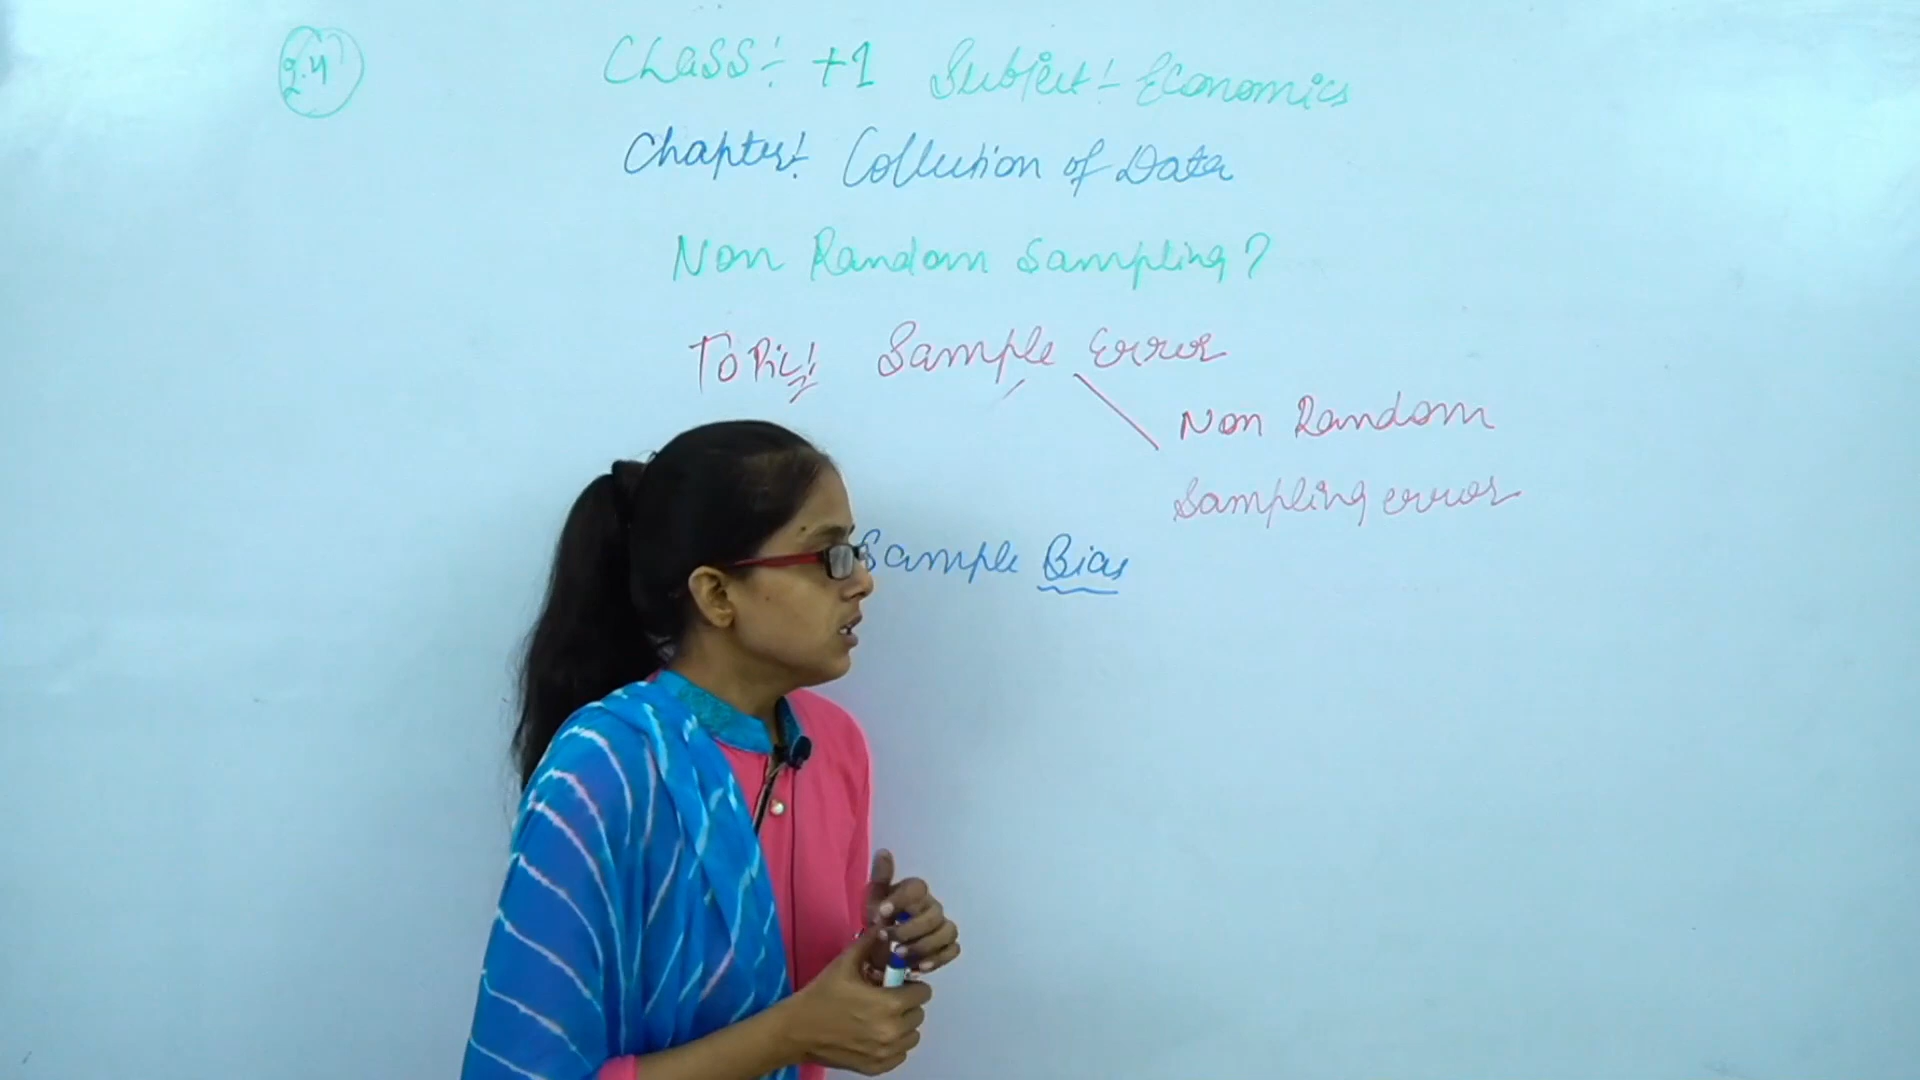 2.4
Class:- +1 Subject:- Economics
Chapter:- Collection of Data
Non Random Sampling?
Topic:- Sample Error
Non Random
Sampling error
Sample Bias